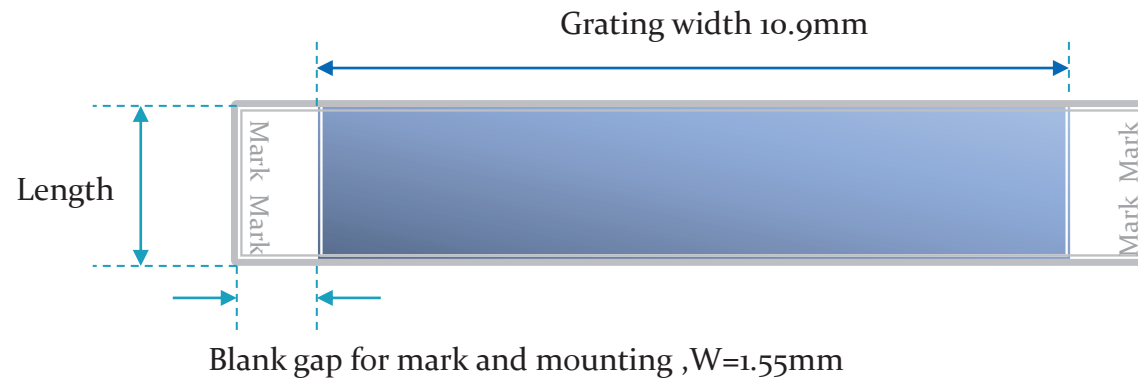 Grating width 10.9mm
Mark Mark
Mark Mark
Length
Blank gap for mark and mounting ,W=1.55mm